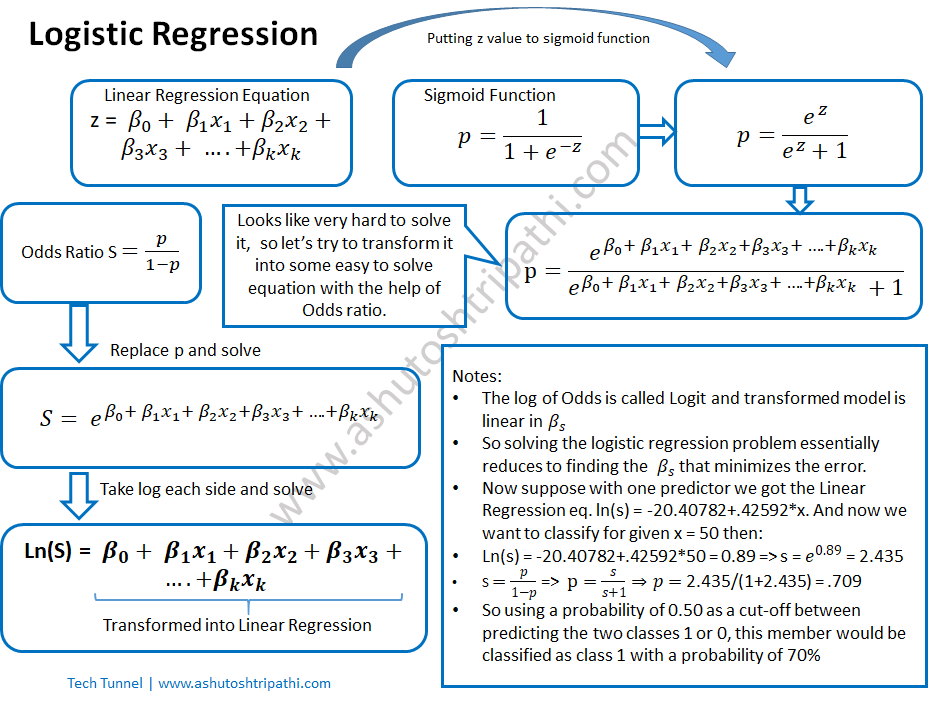 Logistic Regression
Putting z value to sigmoid function
Linear Regression Equation
z = β₀ + β₁x₁ + β₂x₂ +
β₃x₃ + ….+βₖxₖ
Sigmoid Function
p = 1 / (1 + e^(−z))
p = e^z / (e^z + 1)
Odds Ratio S = p / (1−p)
Looks like very hard to solve
it, so let's try to transform it
into some easy to solve
equation with the help of
Odds ratio.
p = e^(β₀+ β₁x₁+ β₂x₂+β₃x₃+ ….+βₖxₖ) / (e^(β₀+ β₁x₁+ β₂x₂+β₃x₃+ ….+βₖxₖ) + 1)
Replace p and solve
S = e^(β₀+ β₁x₁+ β₂x₂+β₃x₃+ ….+βₖxₖ)
Take log each side and solve
Ln(S) = β₀ + β₁x₁ + β₂x₂ + β₃x₃ +
….+βₖxₖ
Transformed into Linear Regression
Notes:
• The log of Odds is called Logit and transformed model is
linear in βₛ
• So solving the logistic regression problem essentially
reduces to finding the βₛ that minimizes the error.
• Now suppose with one predictor we got the Linear
Regression eq. ln(s) = -20.40782+.42592*x. And now we
want to classify for given x = 50 then:
• Ln(s) = -20.40782+.42592*50 = 0.89 => s = e^0.89 = 2.435
• s = p/(1−p) => p = s/(s+1) ⇒ p = 2.435/(1+2.435) = .709
• So using a probability of 0.50 as a cut-off between
predicting the two classes 1 or 0, this member would be
classified as class 1 with a probability of 70%
Tech Tunnel | www.ashutoshtripathi.com
www.ashutoshtripathi.com